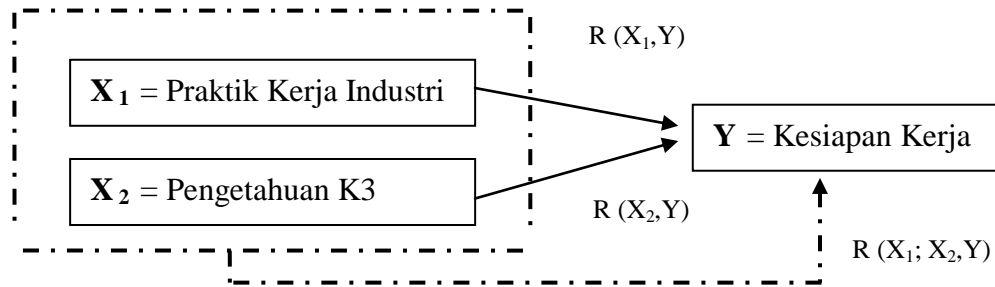 R (X₁,Y)
X₁ = Praktik Kerja Industri
Y = Kesiapan Kerja
X₂ = Pengetahuan K3
R (X₂,Y)
R (X₁; X₂,Y)